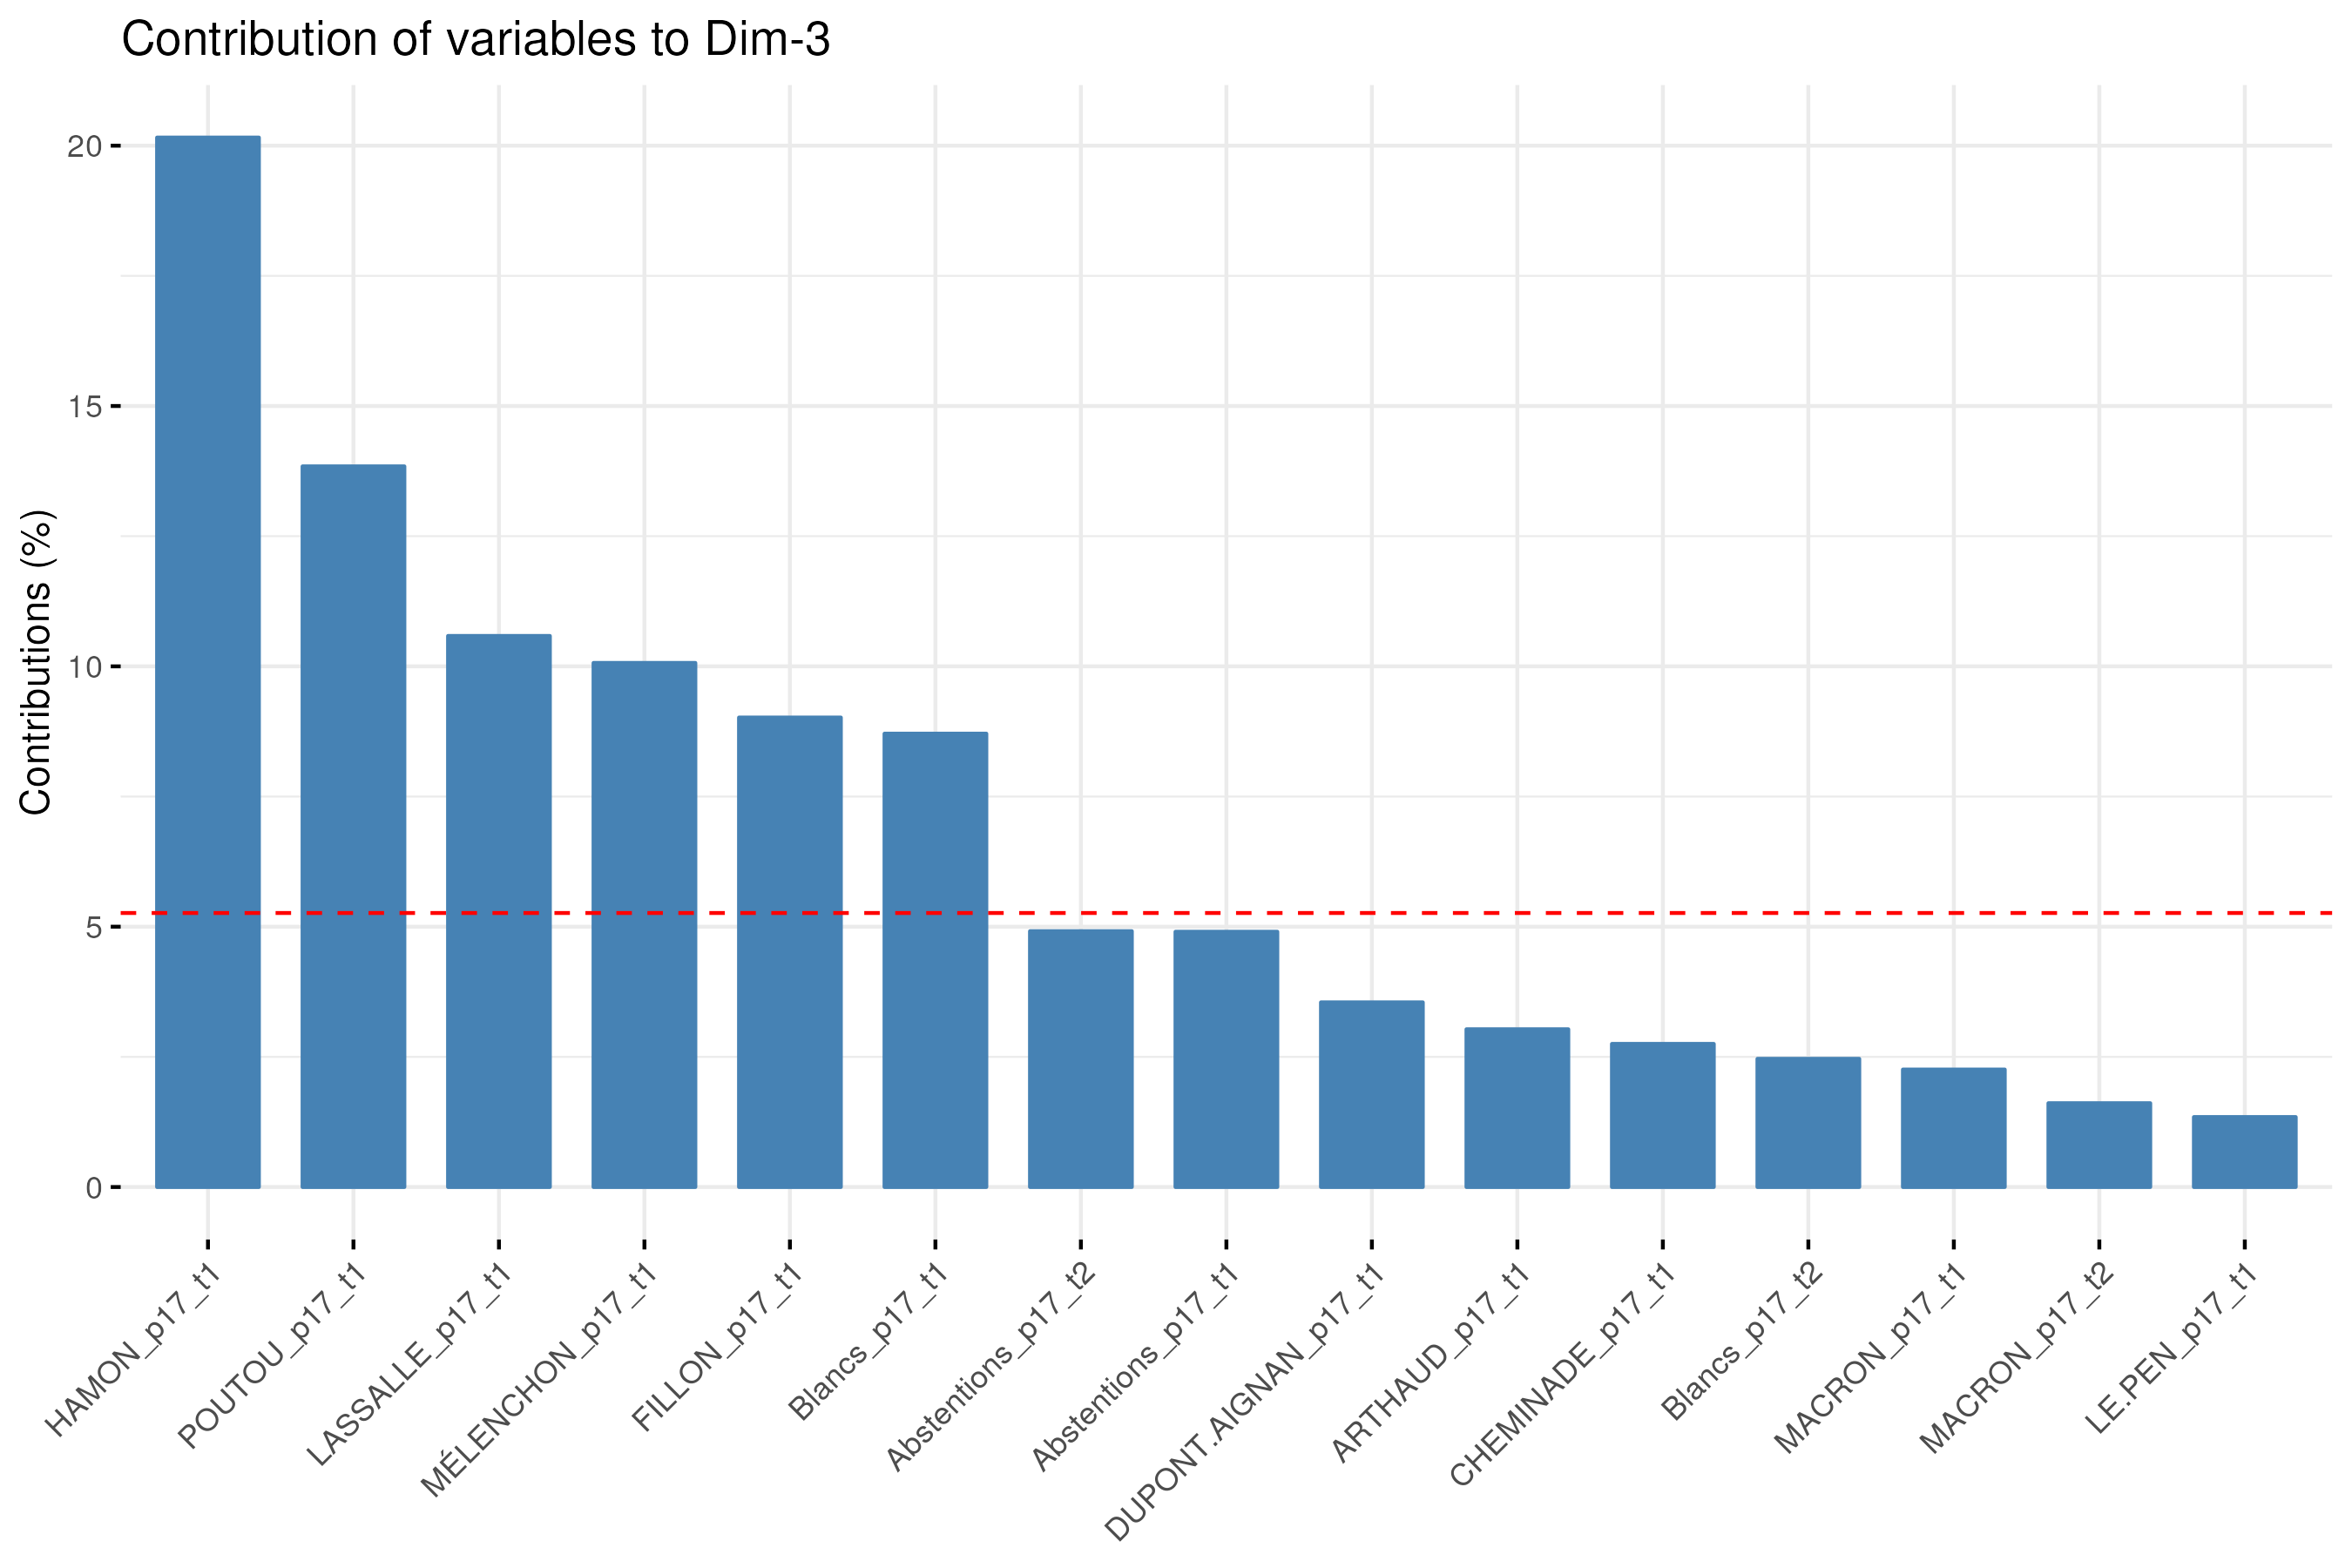 Contribution of variables to Dim-3
Contributions (%)
20
15
10
5
0
HAMON_p17_t1
POUTOU_p17_t1
LASSALLE_p17_t1
MÉLENCHON_p17_t1
FILLON_p17_t1
Blancs_p17_t1
Abstentions_p17_t2
Abstentions_p17_t1
DUPONT.AIGNAN_p17_t1
ARTHAUD_p17_t1
CHEMINADE_p17_t1
Blancs_p17_t2
MACRON_p17_t1
MACRON_p17_t2
LE.PEN_p17_t1